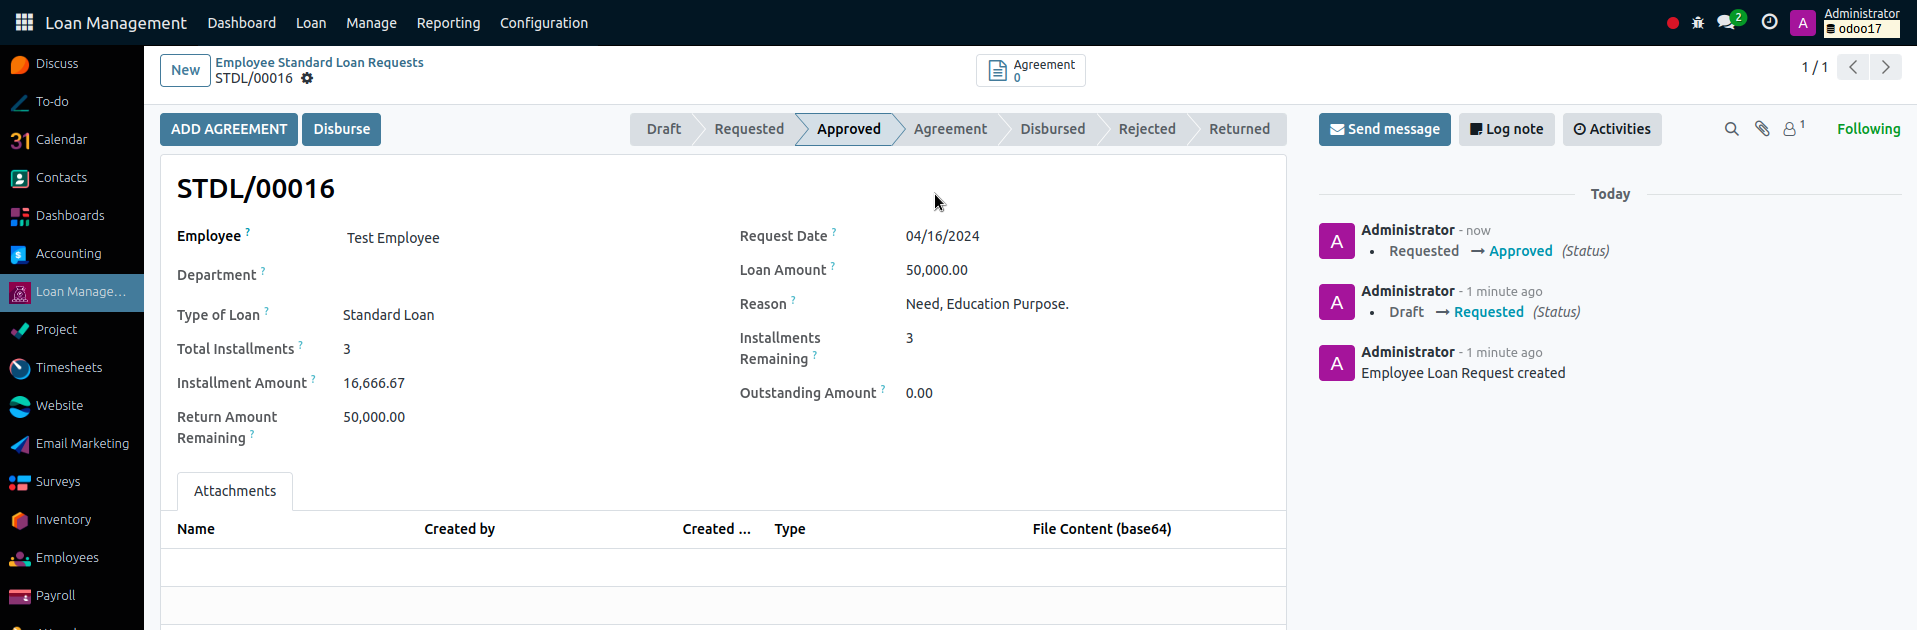 Loan Management
Dashboard
Loan
Manage
Reporting
Configuration
2
A
Administrator
odoo17
Discuss
To-do
31 Calendar
Contacts
Dashboards
Accounting
Loan Manage...
Project
Timesheets
Website
Email Marketing
Surveys
Inventory
Employees
Payroll
New
Employee Standard Loan Requests
STDL/00016
Agreement
0
1 / 1
ADD AGREEMENT
Disburse
Draft
Requested
Approved
Agreement
Disbursed
Rejected
Returned
STDL/00016
Employee ? Test Employee
Department ?
Type of Loan ? Standard Loan
Total Installments ? 3
Installment Amount ? 16,666.67
Return Amount
Remaining ?
50,000.00
Request Date ? 04/16/2024
Loan Amount ? 50,000.00
Reason ? Need, Education Purpose.
Installments
Remaining ?
3
Outstanding Amount ? 0.00
Attachments
Name
Created by
Created ...
Type
File Content (base64)
Send message
Log note
Activities
1
Following
Today
A
Administrator - now
• Requested → Approved (Status)
A
Administrator - 1 minute ago
• Draft → Requested (Status)
A
Administrator - 1 minute ago
Employee Loan Request created